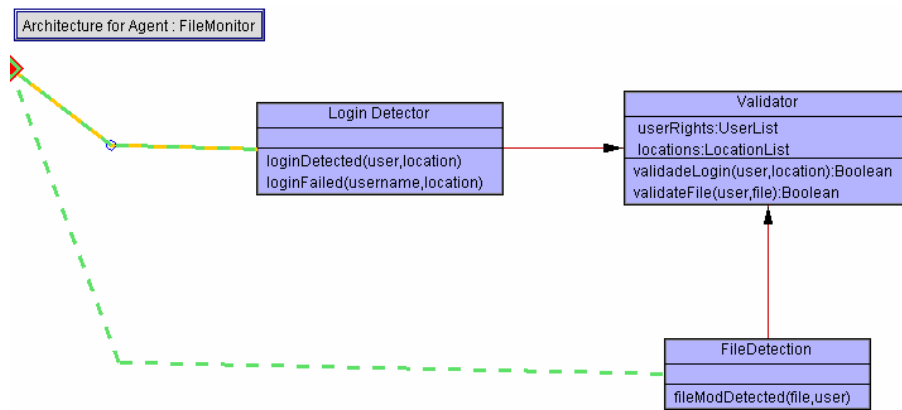 Architecture for Agent : FileMonitor
Login Detector
loginDetected(user,location)
loginFailed(username,location)
Validator
userRights:UserList
locations:LocationList
validadeLogin(user,location):Boolean
validateFile(user,file):Boolean
FileDetection
fileModDetected(file,user)